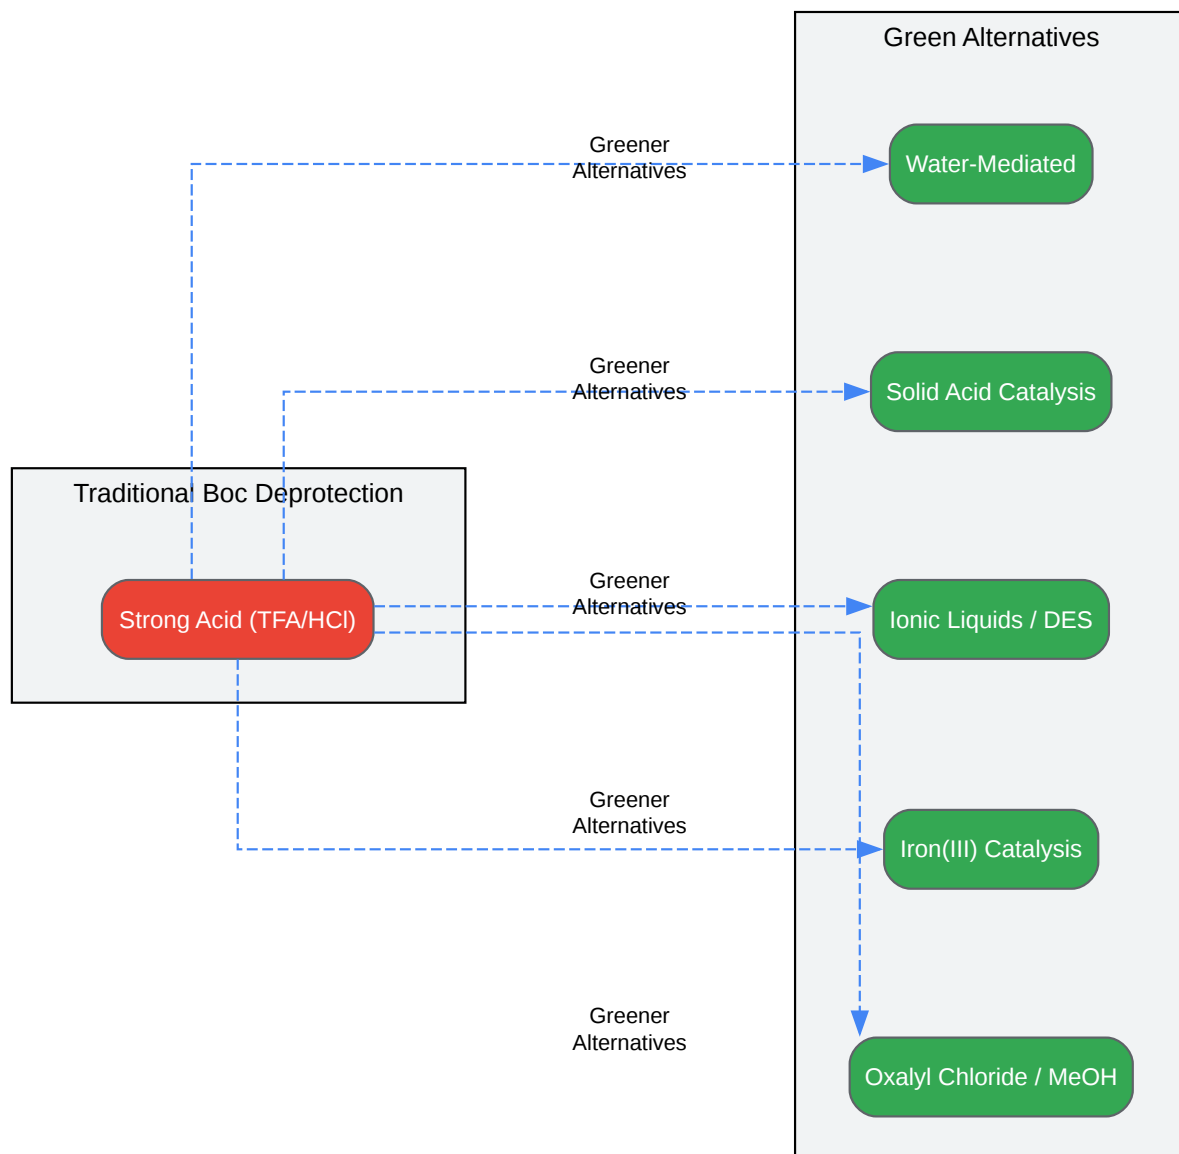 Green Alternatives
Greener
Alternatives
Water-Mediated
Greener
Alternatives
Solid Acid Catalysis
Traditional Boc Deprotection
Greener
Alternatives
Strong Acid (TFA/HCl)
Ionic Liquids / DES
Greener
Alternatives
Iron(III) Catalysis
Greener
Alternatives
Oxalyl Chloride / MeOH